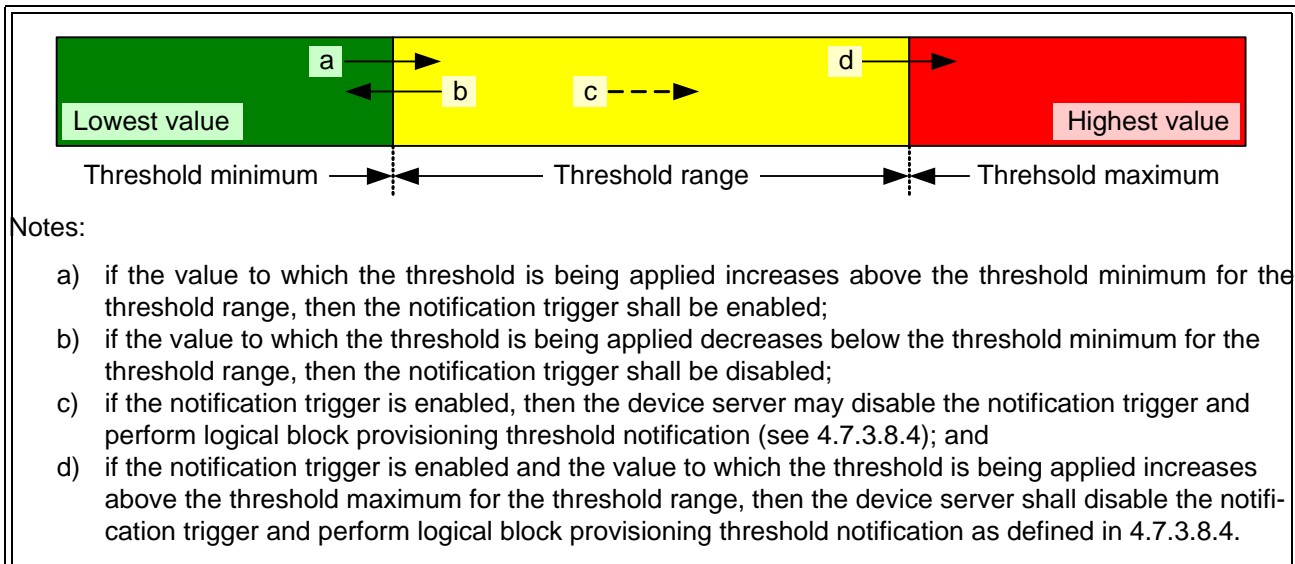 a
d
b
c
Lowest value
Highest value
Threshold minimum
Threshold range
Threhsold maximum
Notes:
a) if the value to which the threshold is being applied increases above the threshold minimum for the
threshold range, then the notification trigger shall be enabled;
b) if the value to which the threshold is being applied decreases below the threshold minimum for the
threshold range, then the notification trigger shall be disabled;
c) if the notification trigger is enabled, then the device server may disable the notification trigger and
perform logical block provisioning threshold notification (see 4.7.3.8.4); and
d) if the notification trigger is enabled and the value to which the threshold is being applied increases
above the threshold maximum for the threshold range, then the device server shall disable the notifi-
cation trigger and perform logical block provisioning threshold notification as defined in 4.7.3.8.4.